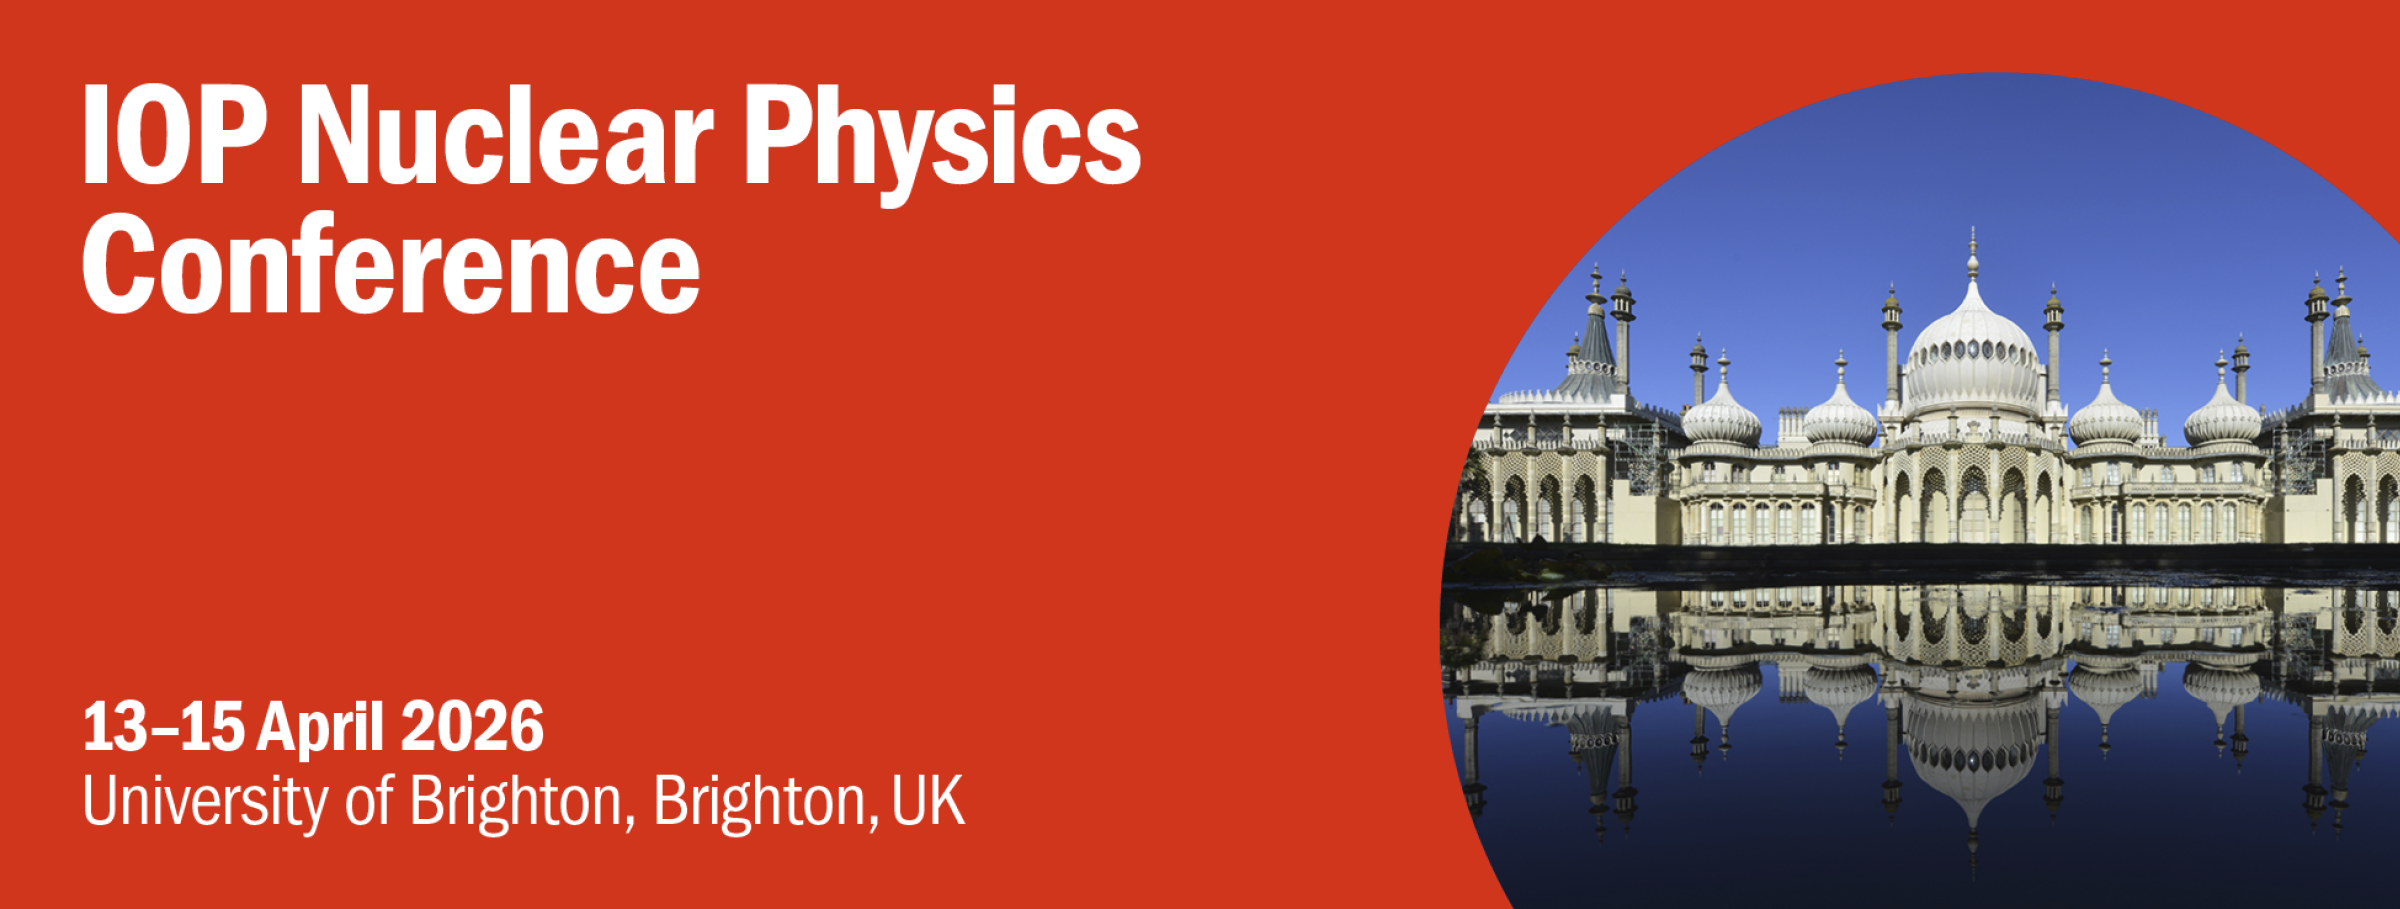 IOP Nuclear Physics
Conference
13–15 April 2026
University of Brighton, Brighton, UK